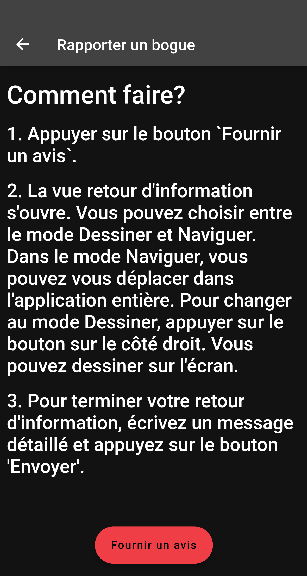 Rapporter un bogue
Comment faire?
1. Appuyer sur le bouton `Fournir
un avis`.
2. La vue retour d'information
s'ouvre. Vous pouvez choisir entre
le mode Dessiner et Naviguer.
Dans le mode Naviguer, vous
pouvez vous déplacer dans
l'application entière. Pour changer
au mode Dessiner, appuyer sur le
bouton sur le côté droit. Vous
pouvez dessiner sur l'écran.
3. Pour terminer votre retour
d'information, écrivez un message
détaillé et appuyez sur le bouton
'Envoyer'.
Fournir un avis